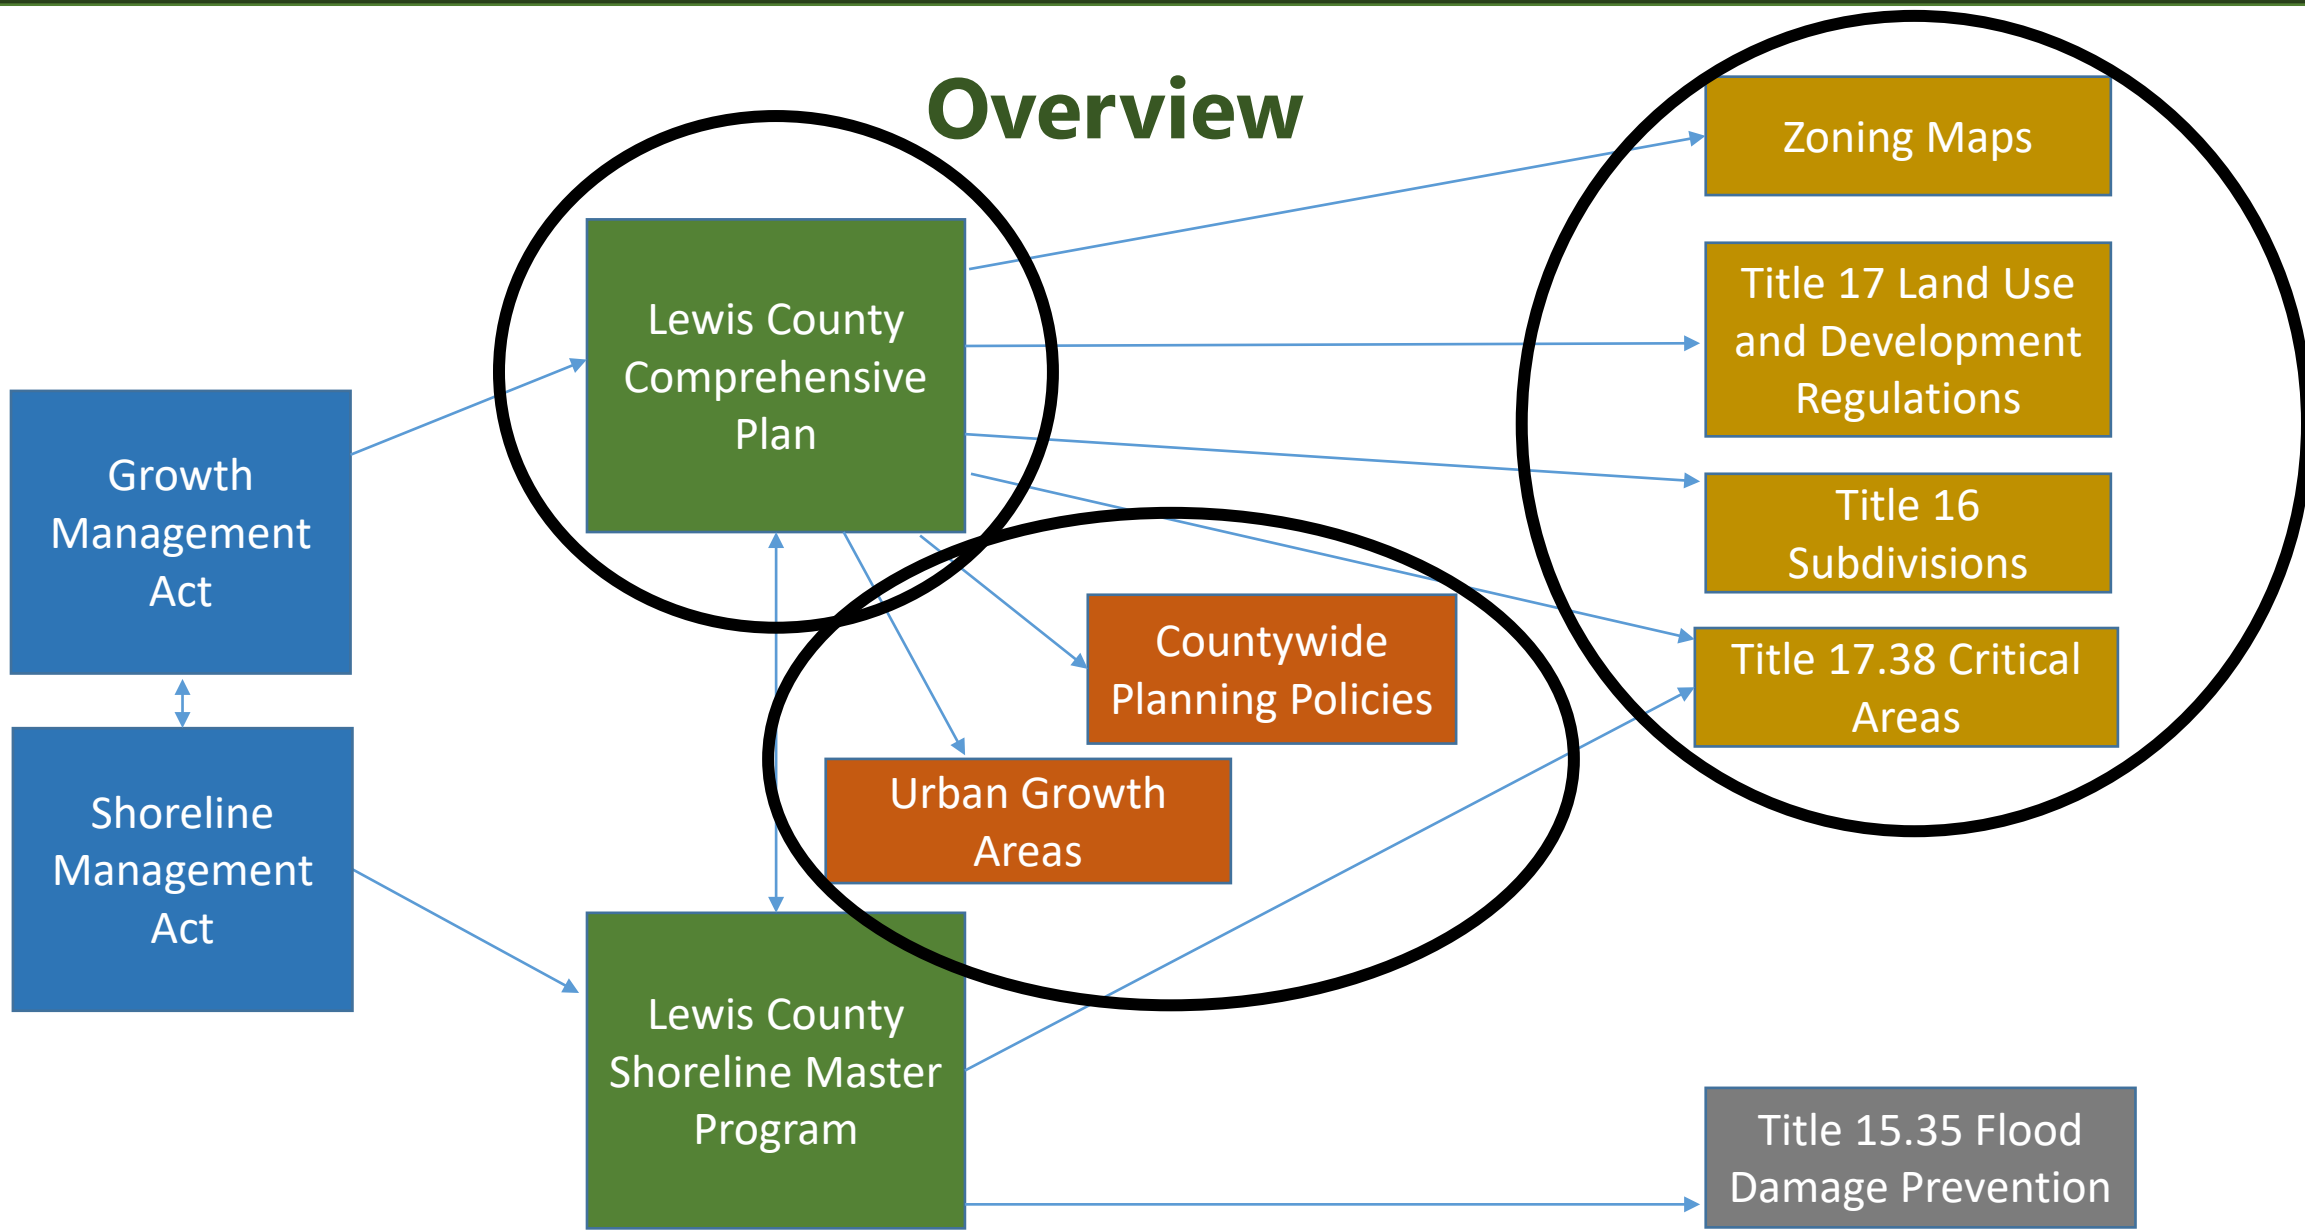 Overview
Growth
Management
Act
Shoreline
Management
Act
Lewis County
Comprehensive
Plan
Lewis County
Shoreline Master
Program
Countywide
Planning Policies
Urban Growth
Areas
Zoning Maps
Title 17 Land Use
and Development
Regulations
Title 16
Subdivisions
Title 17.38 Critical
Areas
Title 15.35 Flood
Damage Prevention